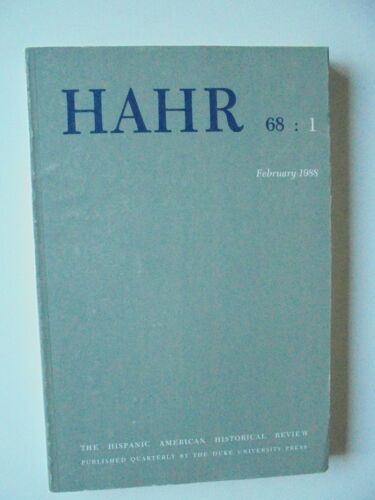 HAHR 68 : 1
February 1988
THE HISPANIC AMERICAN HISTORICAL REVIEW
PUBLISHED QUARTERLY BY THE DUKE UNIVERSITY PRESS